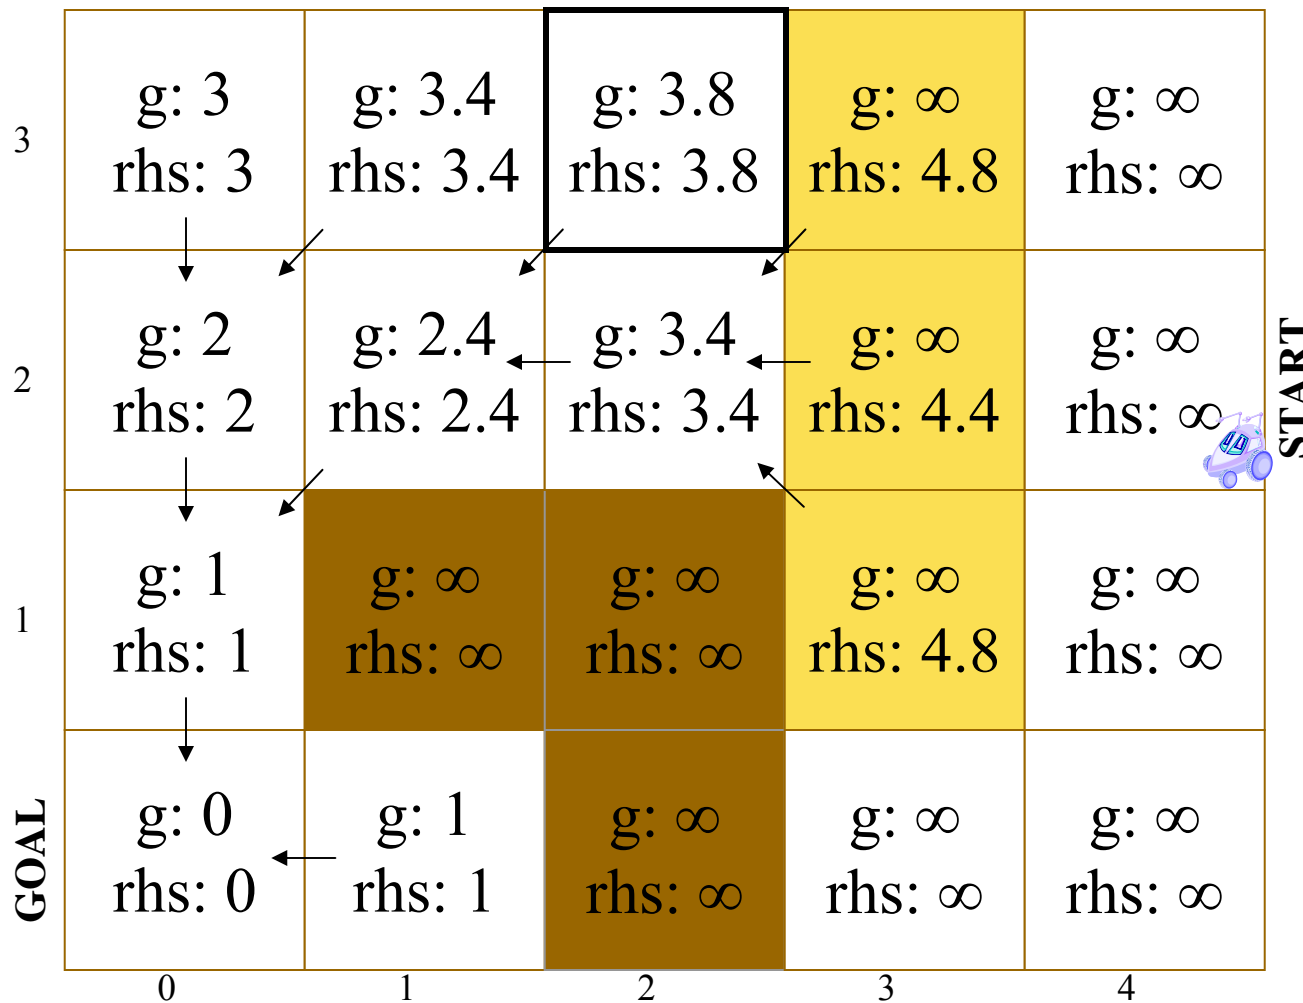 3
g: 3
rhs: 3
g: 3.4
rhs: 3.4
g: 3.8
rhs: 3.8
g: ∞
rhs: 4.8
g: ∞
rhs: ∞
2
g: 2
rhs: 2
g: 2.4
rhs: 2.4
g: 3.4
rhs: 3.4
g: ∞
rhs: 4.4
g: ∞
rhs: ∞
START
1
g: 1
rhs: 1
g: ∞
rhs: ∞
g: ∞
rhs: ∞
g: ∞
rhs: 4.8
g: ∞
rhs: ∞
GOAL
g: 0
rhs: 0
g: 1
rhs: 1
g: ∞
rhs: ∞
g: ∞
rhs: ∞
g: ∞
rhs: ∞
0
1
2
3
4